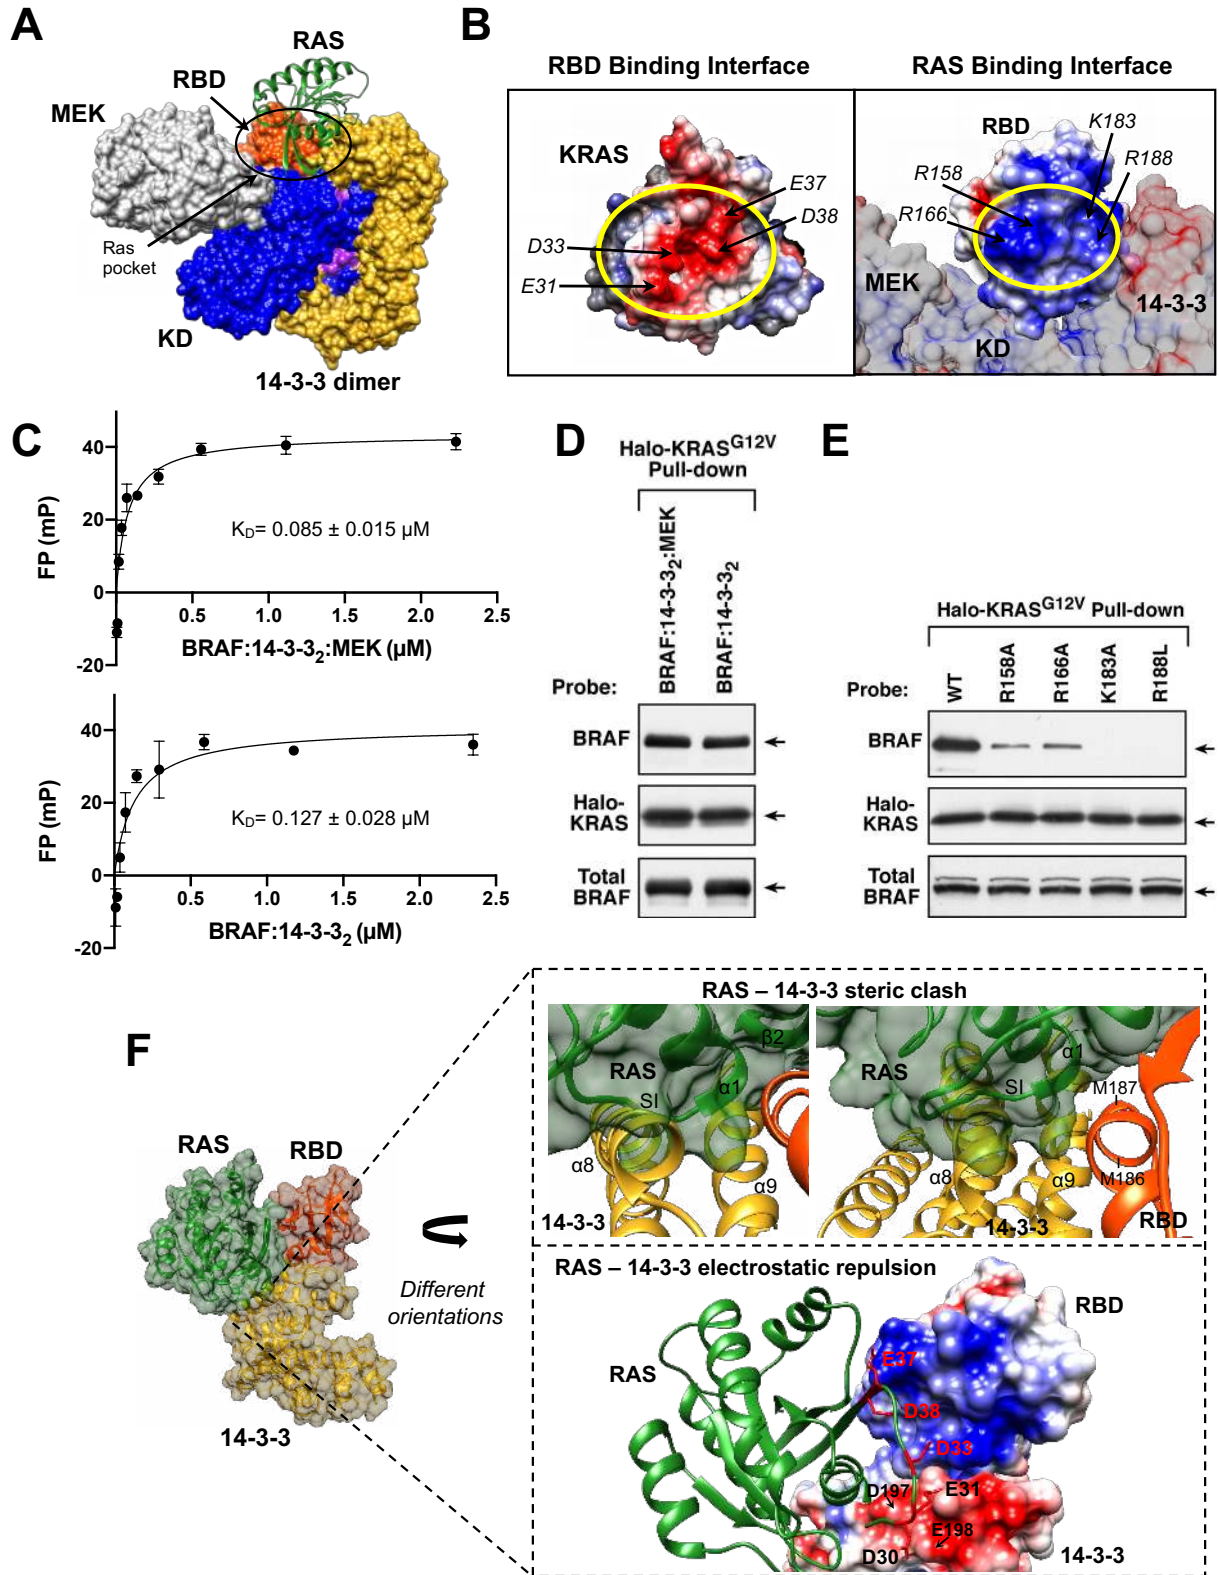 A
RAS
RBD
MEK
Ras
pocket
KD
14-3-3 dimer
B
RBD Binding Interface
RAS Binding Interface
KRAS
E37
D38
D33
E31
RBD
K183
R158
R188
R166
MEK
14-3-3
KD
C
FP (mP)
40
20
0
-20
0.5
1.0
1.5
2.0
2.5
K_D= 0.085 ± 0.015 µM
BRAF:14-3-3₂:MEK (µM)
FP (mP)
40
20
0
-20
0.5
1.0
1.5
2.0
2.5
K_D= 0.127 ± 0.028 µM
BRAF:14-3-3₂ (µM)
D
Halo-KRAS^G12V
Pull-down
BRAF:14-3-3₂:MEK
BRAF:14-3-3₂
Probe:
BRAF
Halo-
KRAS
Total
BRAF
E
Halo-KRAS^G12V Pull-down
WT
R158A
R166A
K183A
R188L
Probe:
BRAF
Halo-
KRAS
Total
BRAF
F
RAS
RBD
14-3-3
Different
orientations
RAS – 14-3-3 steric clash
β2
RAS
α1
SI
α8
α9
14-3-3
RAS
α1
SI
M187
α8
α9
M186
14-3-3
RBD
RAS – 14-3-3 electrostatic repulsion
RBD
RAS
E37
D38
D33
D197
E31
E198
D30
14-3-3